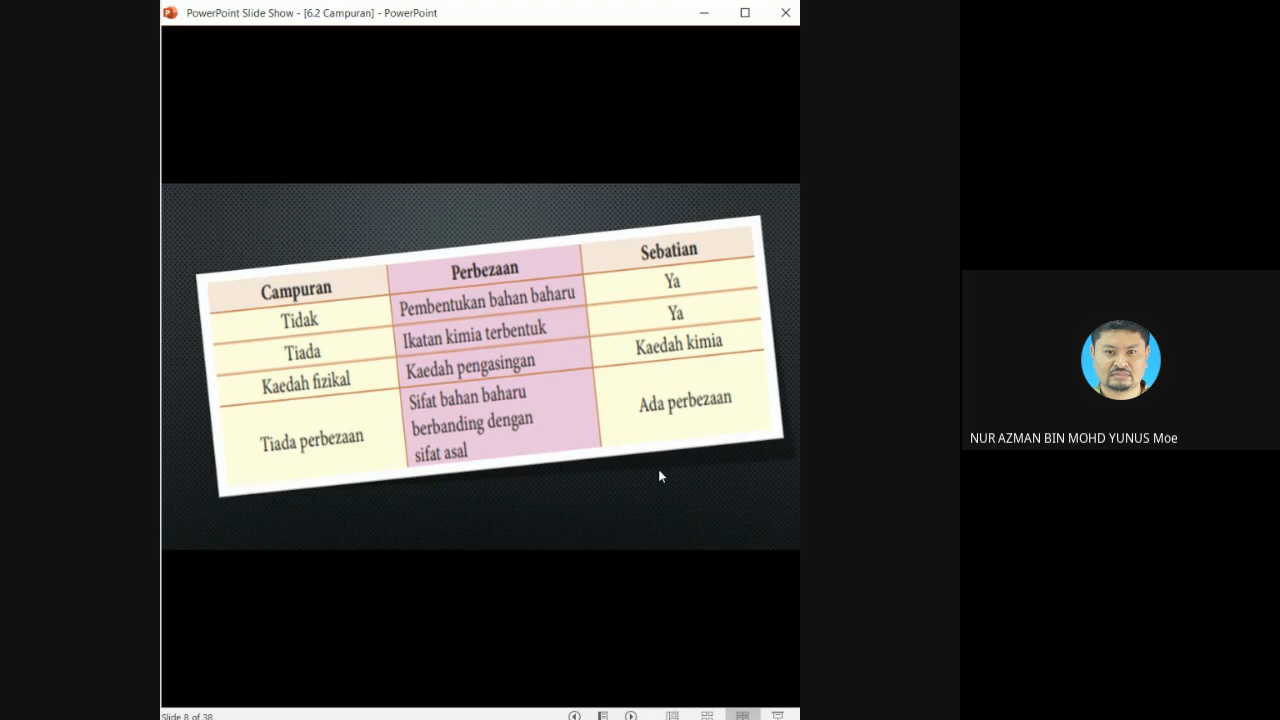 PowerPoint Slide Show - [6.2 Campuran] - PowerPoint
Campuran Perbezaan Sebatian
Tidak Pembentukan bahan baharu Ya
Tiada Ikatan kimia terbentuk Ya
Kaedah fizikal Kaedah pengasingan Kaedah kimia
Tiada perbezaan Sifat bahan baharu Ada perbezaan
berbanding dengan
sifat asal
NUR AZMAN BIN MOHD YUNUS Moe
Slide 8 of 38